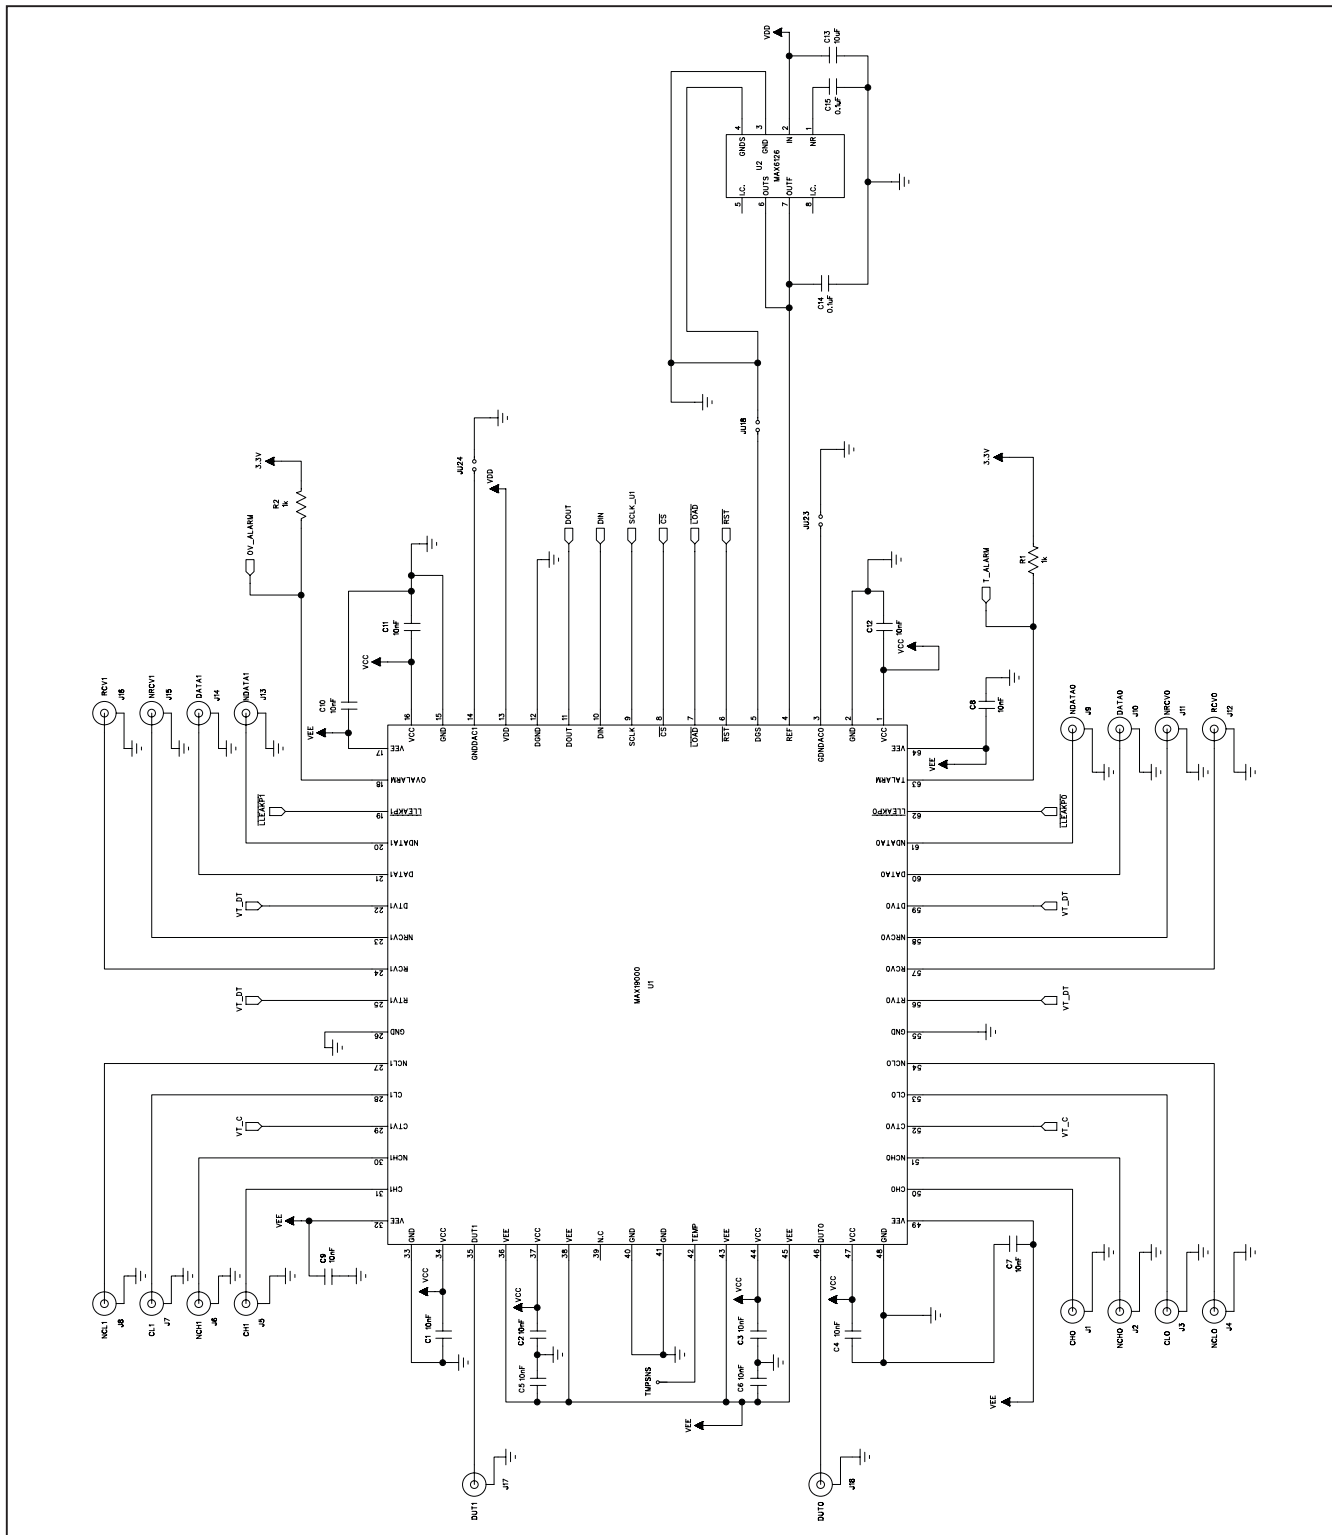 VDD
C13
10uF
C15
0.1uF
4
3
2
1
GNDS
GND
IN
NR
U2
MAX6126
I.C.
OUTS
OUTF
I.C.
5
6
7
8
C14
0.1uF
JU18
3.3V
R2
1k
OV_ALARM
JU24
VDD
DOUT
DIN
SCLK_U1
CS
LOAD
RST
JU23
3.3V
R1
1k
T_ALARM
C11
10nF
VCC
C10
10nF
VEE
C12
10nF
VCC
C8
10nF
VEE
RCV1
J16
NRCV1
J15
DATA1
J14
NDATA1
J13
NDATA0
J9
DATA0
J10
NRCV0
J11
RCV0
J12
16
15
14
13
12
11
10
9
8
7
6
5
4
3
2
1
VCC
GND
GNDDAC1
VDD
DGND
DOUT
DIN
SCLK
CS
LOAD
RST
DGS
REF
GDNDAC0
GND
VCC
17
VEE
VEE
64
18
OVALARM
TALARM
63
LLEAKP1
19
LLEAKP1
LLEAKP0
62
LLEAKP0
20
NDATA1
NDATA0
61
21
DATA1
DATA0
60
VT_DT
22
DTV1
DTV0
59
VT_DT
23
NRCV1
NRCV0
58
24
RCV1
RCV0
57
VT_DT
25
RTV1
RTV0
56
VT_DT
MAX19000
U1
26
GND
GND
55
27
NCL1
NCL0
54
28
CL1
CL0
53
VT_C
29
CTV1
CTV0
52
VT_C
30
NCH1
NCH0
51
31
CH1
CH0
50
32
VEE
VEE
49
VEE
C9
10nF
GND
VCC
DUT1
VEE
VCC
VEE
N.C
GND
GND
TEMP
VEE
VCC
VEE
DUT0
VCC
GND
33
34
35
36
37
38
39
40
41
42
43
44
45
46
47
48
NCL1
J8
CL1
J7
NCH1
J6
CH1
J5
VCC
C1 10nF
VCC
C2 10nF
C5 10nF
TMPSNS
VCC
C3 10nF
C6 10nF
VEE
VCC
C4 10nF
C7
10nF
VEE
CH0
J1
NCH0
J2
CL0
J3
NCL0
J4
DUT1
J17
DUT0
J18